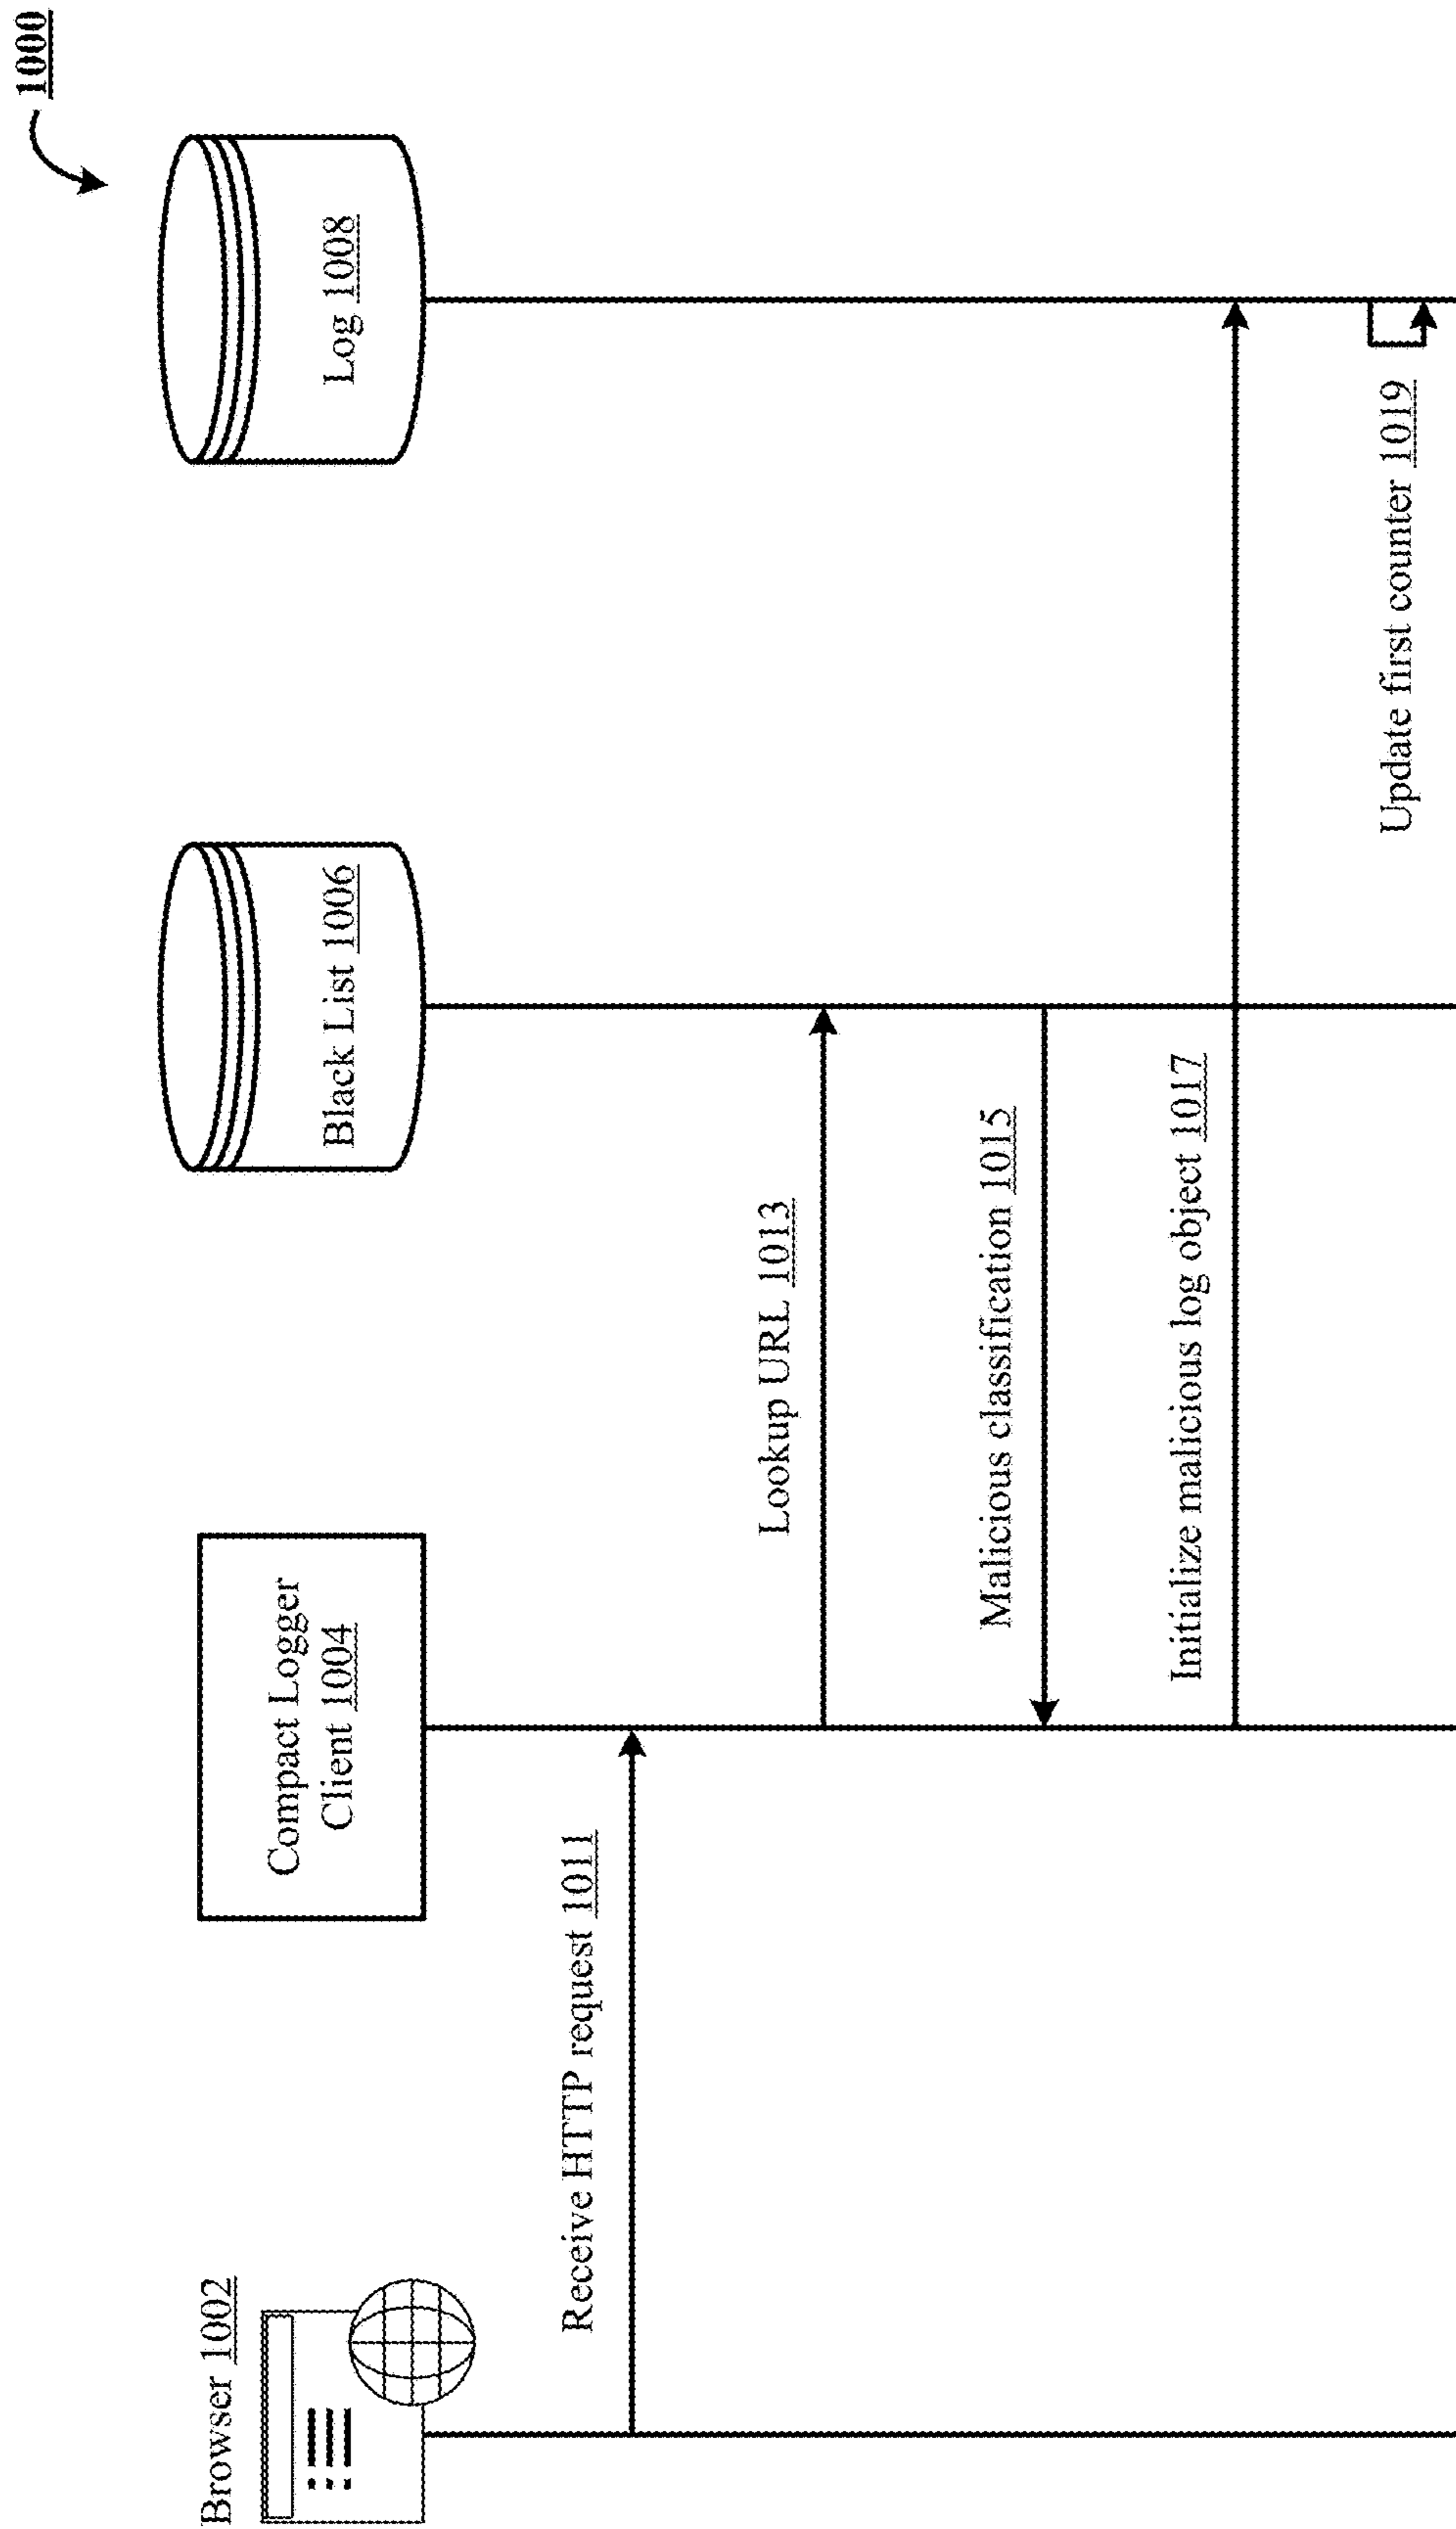 1000
Browser 1002
Compact Logger
Client 1004
Black List 1006
Log 1008
Receive HTTP request 1011
Lookup URL 1013
Malicious classification 1015
Initialize malicious log object 1017
Update first counter 1019